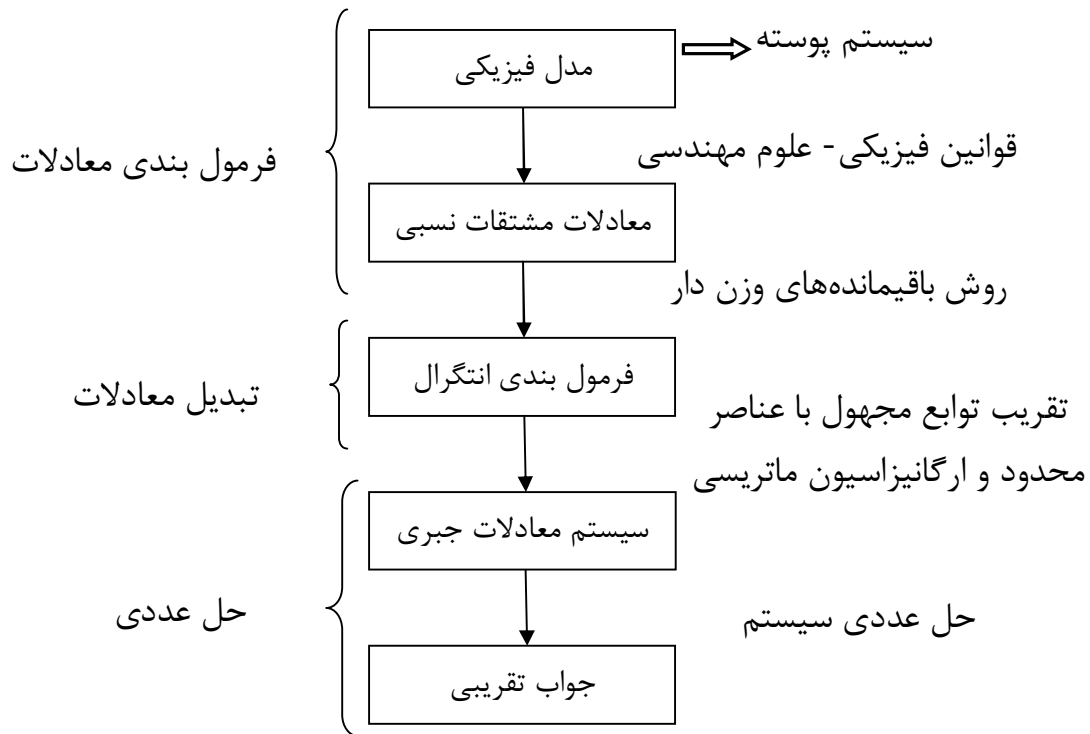 سیستم پوسته
مدل فیزیکی
قوانین فیزیکی - علوم مهندسی
فرمول بندی معادلات
معادلات مشتقات نسبی
روش باقیمانده‌های وزن دار
فرمول بندی انتگرال
تبدیل معادلات
تقریب توابع مجهول با عناصر
محدود و ارگانیزاسیون ماتریسی
سیستم معادلات جبری
حل عددی سیستم
حل عددی
جواب تقریبی